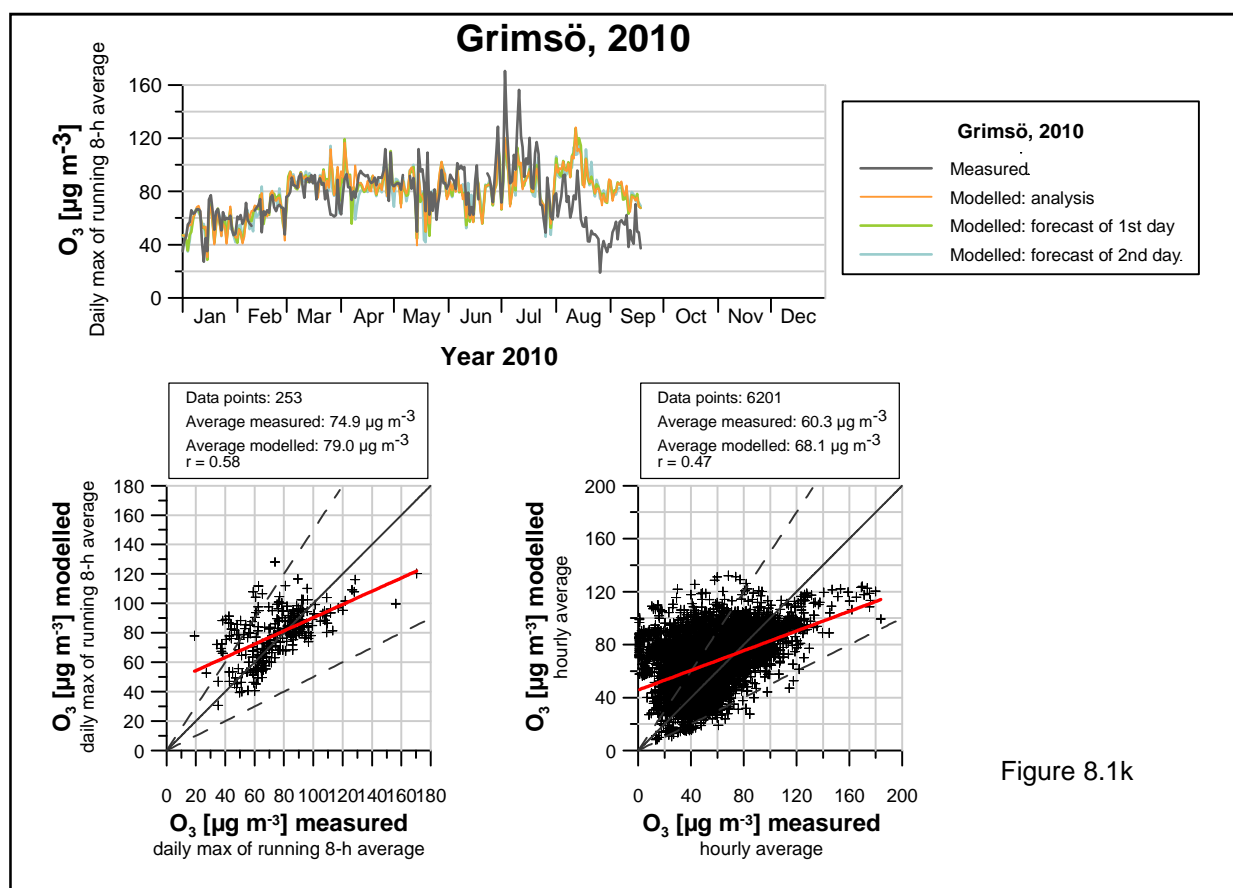 Grimsö, 2010
O3 [µg m-3]
Daily max of running 8-h average
160
120
80
40
0
Jan Feb Mar Apr May Jun Jul Aug Sep Oct Nov Dec
Year 2010
Grimsö, 2010
Measured.
Modelled: analysis
Modelled: forecast of 1st day
Modelled: forecast of 2nd day.
Data points: 253
Average measured: 74.9 µg m-3
Average modelled: 79.0 µg m-3
r = 0.58
O3 [µg m-3] modelled
daily max of running 8-h average
180
160
140
120
100
80
60
40
20
0
0 20 40 60 80 100 120 140 160 180
O3 [µg m-3] measured
daily max of running 8-h average
Data points: 6201
Average measured: 60.3 µg m-3
Average modelled: 68.1 µg m-3
r = 0.47
O3 [µg m-3] modelled
hourly average
200
160
120
80
40
0
0 40 80 120 160 200
O3 [µg m-3] measured
hourly average
Figure 8.1k